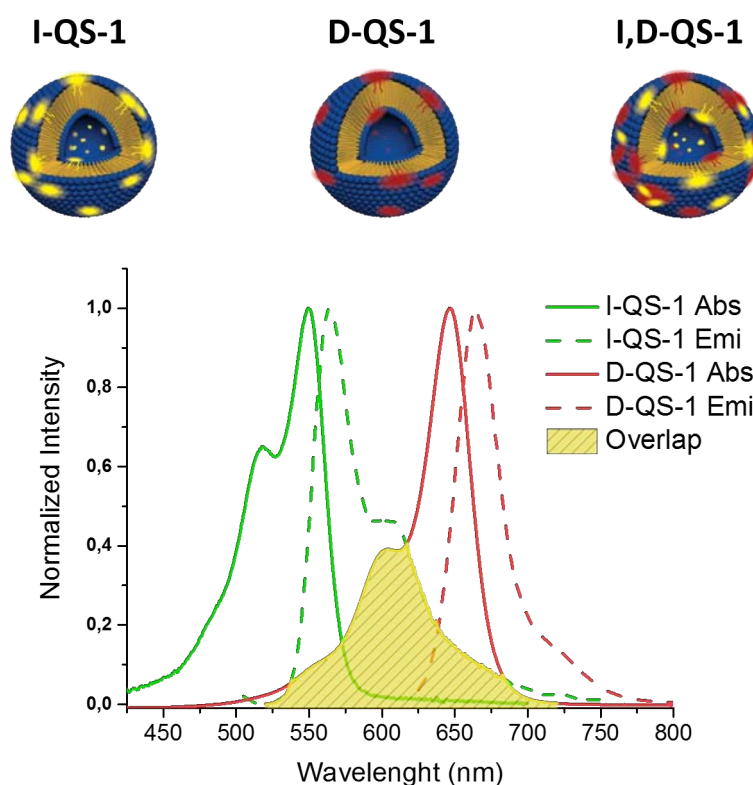 I-QS-1 D-QS-1 I,D-QS-1
I-QS-1 Abs
I-QS-1 Emi
D-QS-1 Abs
D-QS-1 Emi
Overlap
Normalized Intensity
1,0
0,8
0,6
0,4
0,2
0,0
450 500 550 600 650 700 750 800
Wavelenght (nm)